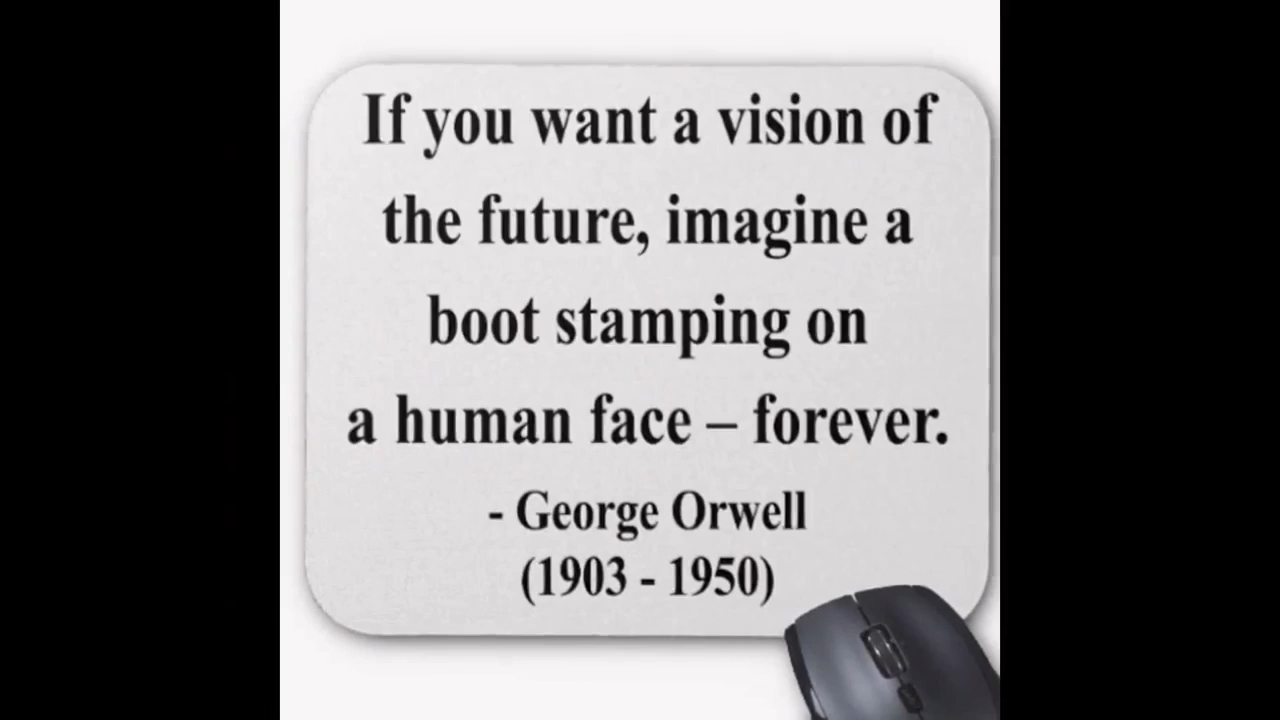 If you want a vision of
the future, imagine a
boot stamping on
a human face – forever.
- George Orwell
(1903 - 1950)